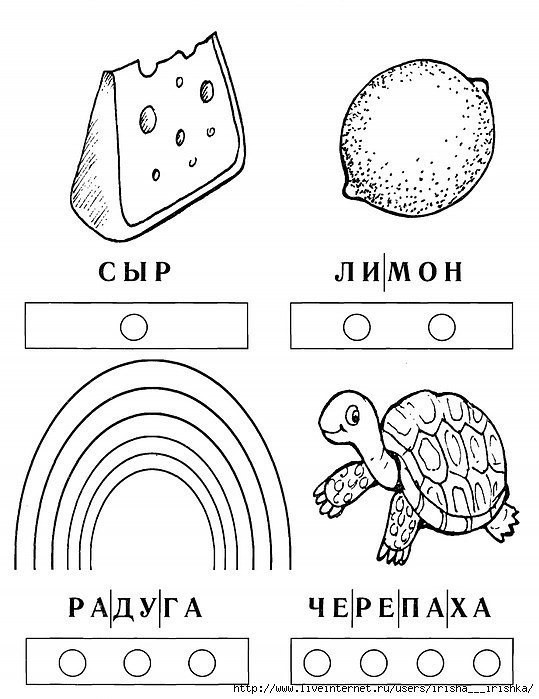 СЫР
ЛИ|МОН
РА|ДУ|ГА
ЧЕ|РЕ|ПА|ХА
http://www.liveinternet.ru/users/irisha___irishka/